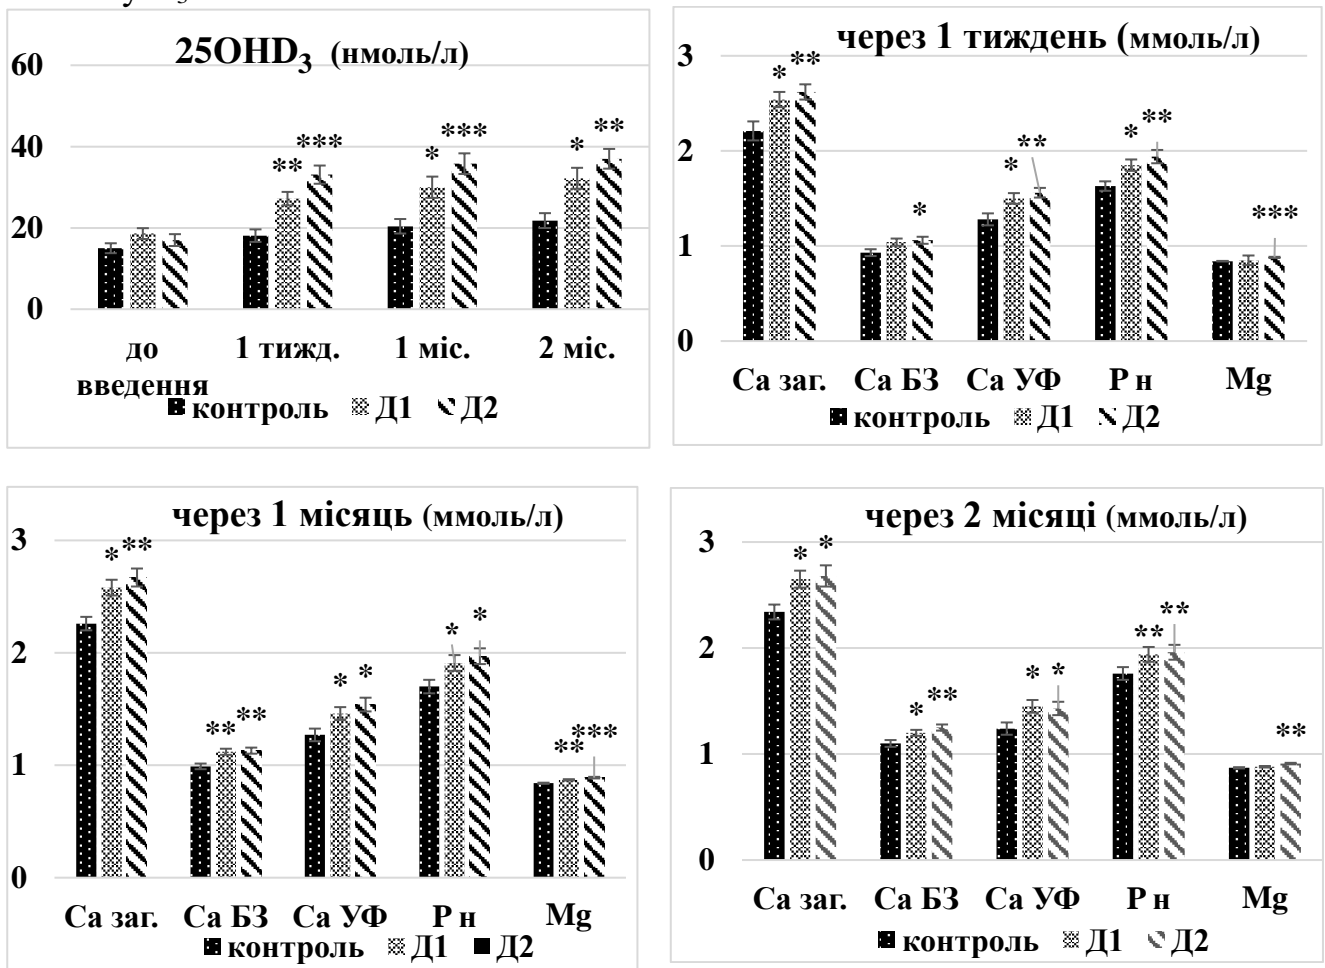 25OHD3 (нмоль/л)
60
40
20
0
** *** * *** * **
до введення 1 тижд. 1 міс. 2 міс.
контроль Д1 Д2
через 1 тиждень (ммоль/л)
3
2
1
0
* ** * * ** * ** ***
Са заг. Са БЗ Са УФ Р н Mg
контроль Д1 Д2
через 1 місяць (ммоль/л)
3
2
1
0
* ** ** ** * * * * ** ***
Са заг. Са БЗ Са УФ Р н Mg
контроль Д1 Д2
через 2 місяці (ммоль/л)
3
2
1
0
* * * ** * * ** ** **
Са заг. Са БЗ Са УФ Р н Mg
контроль Д1 Д2